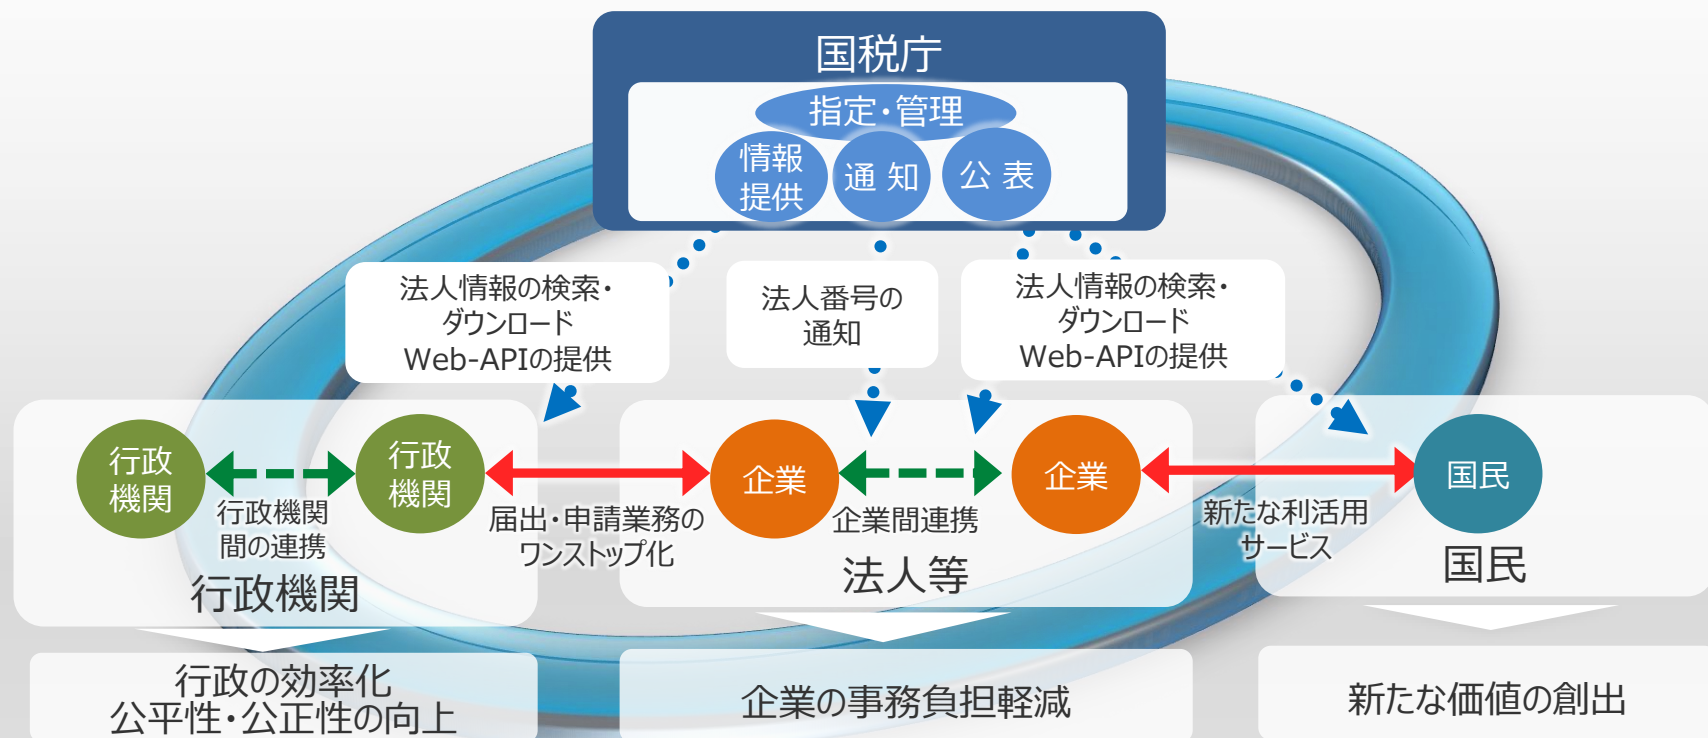 国税庁
指定・管理
情報
提供
通 知
公 表
法人情報の検索・
ダウンロード
Web-APIの提供
法人番号の
通知
法人情報の検索・
ダウンロード
Web-APIの提供
行政
機関
行政
機関
企業
企業
国民
行政機関
間の連携
届出・申請業務の
ワンストップ化
企業間連携
新たな利活用
サービス
行政機関
法人等
国民
行政の効率化
公平性・公正性の向上
企業の事務負担軽減
新たな価値の創出